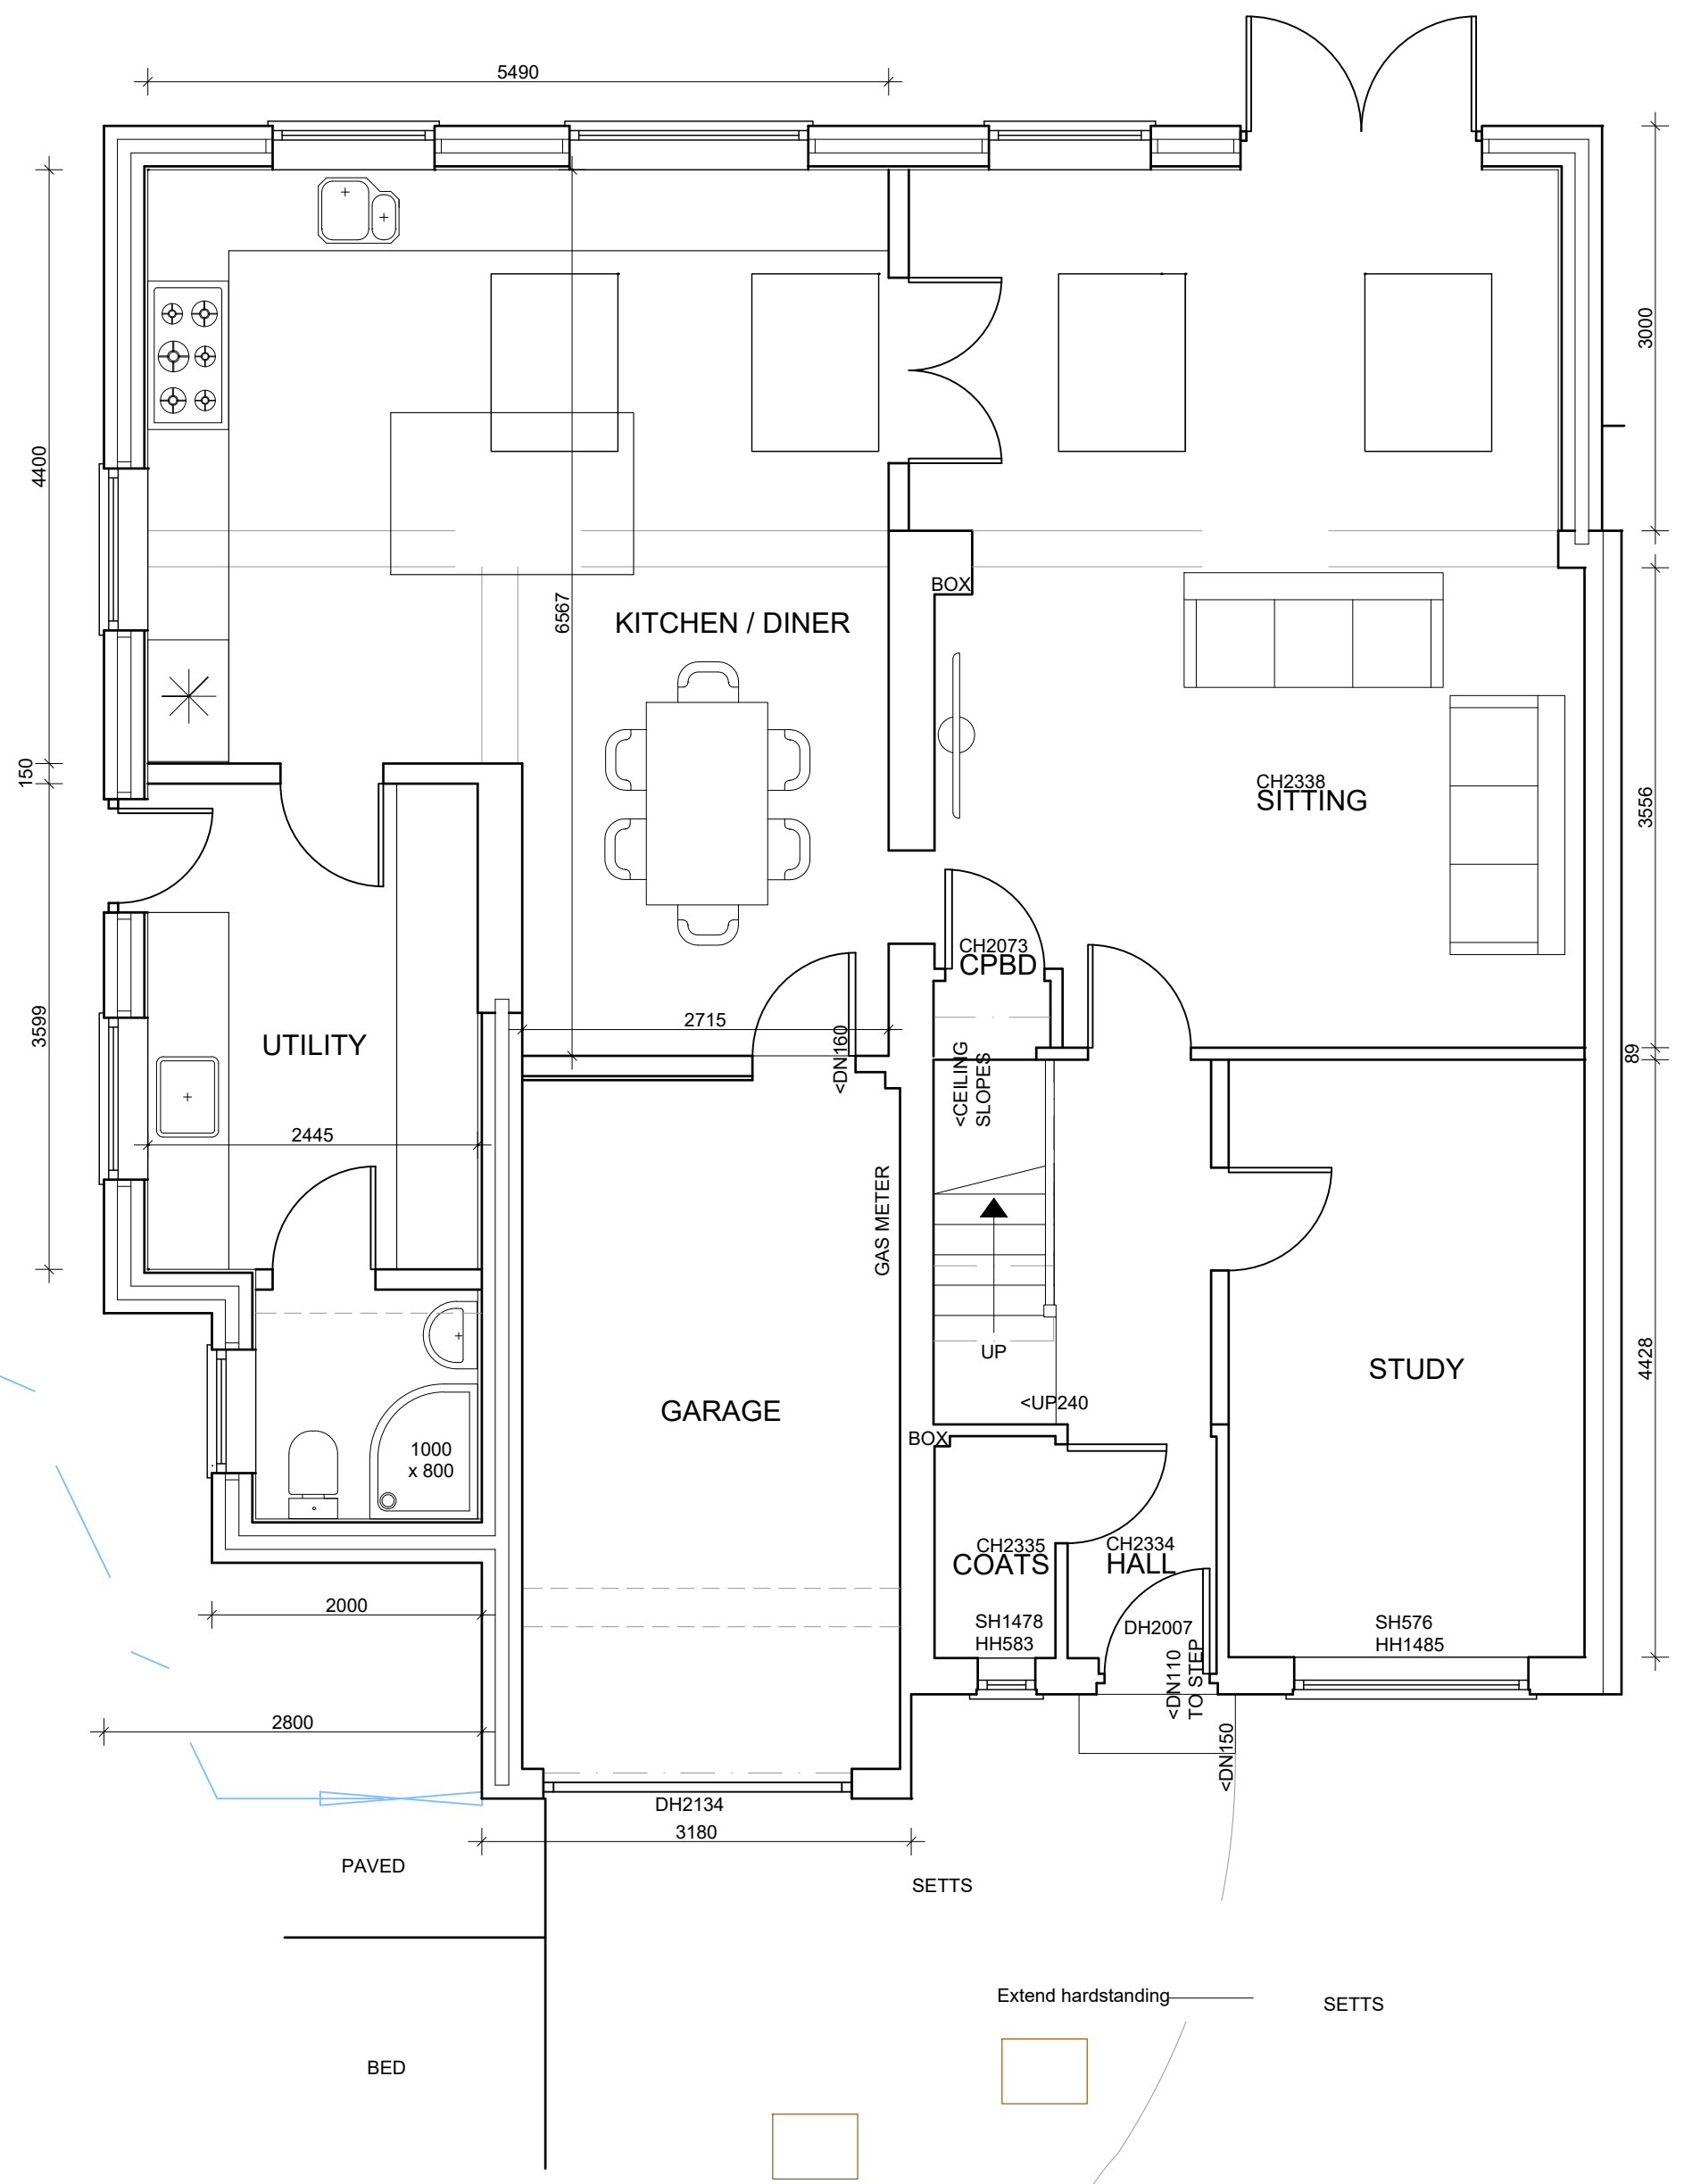 5490
3000
4400
6567
BOX
KITCHEN / DINER
150
CH2338
SITTING
3556
CH2073
CPBD
3599
UTILITY
2715
<DN160
<CEILING
SLOPES
89
2445
GAS METER
UP
4428
STUDY
<UP240
GARAGE
BOX
1000
x 800
CH2335
COATS
CH2334
HALL
2000
SH1478
HH583
DH2007
SH576
HH1485
<DN110
TO STEP
2800
<DN150
DH2134
3180
PAVED
SETTS
Extend hardstanding
SETTS
BED